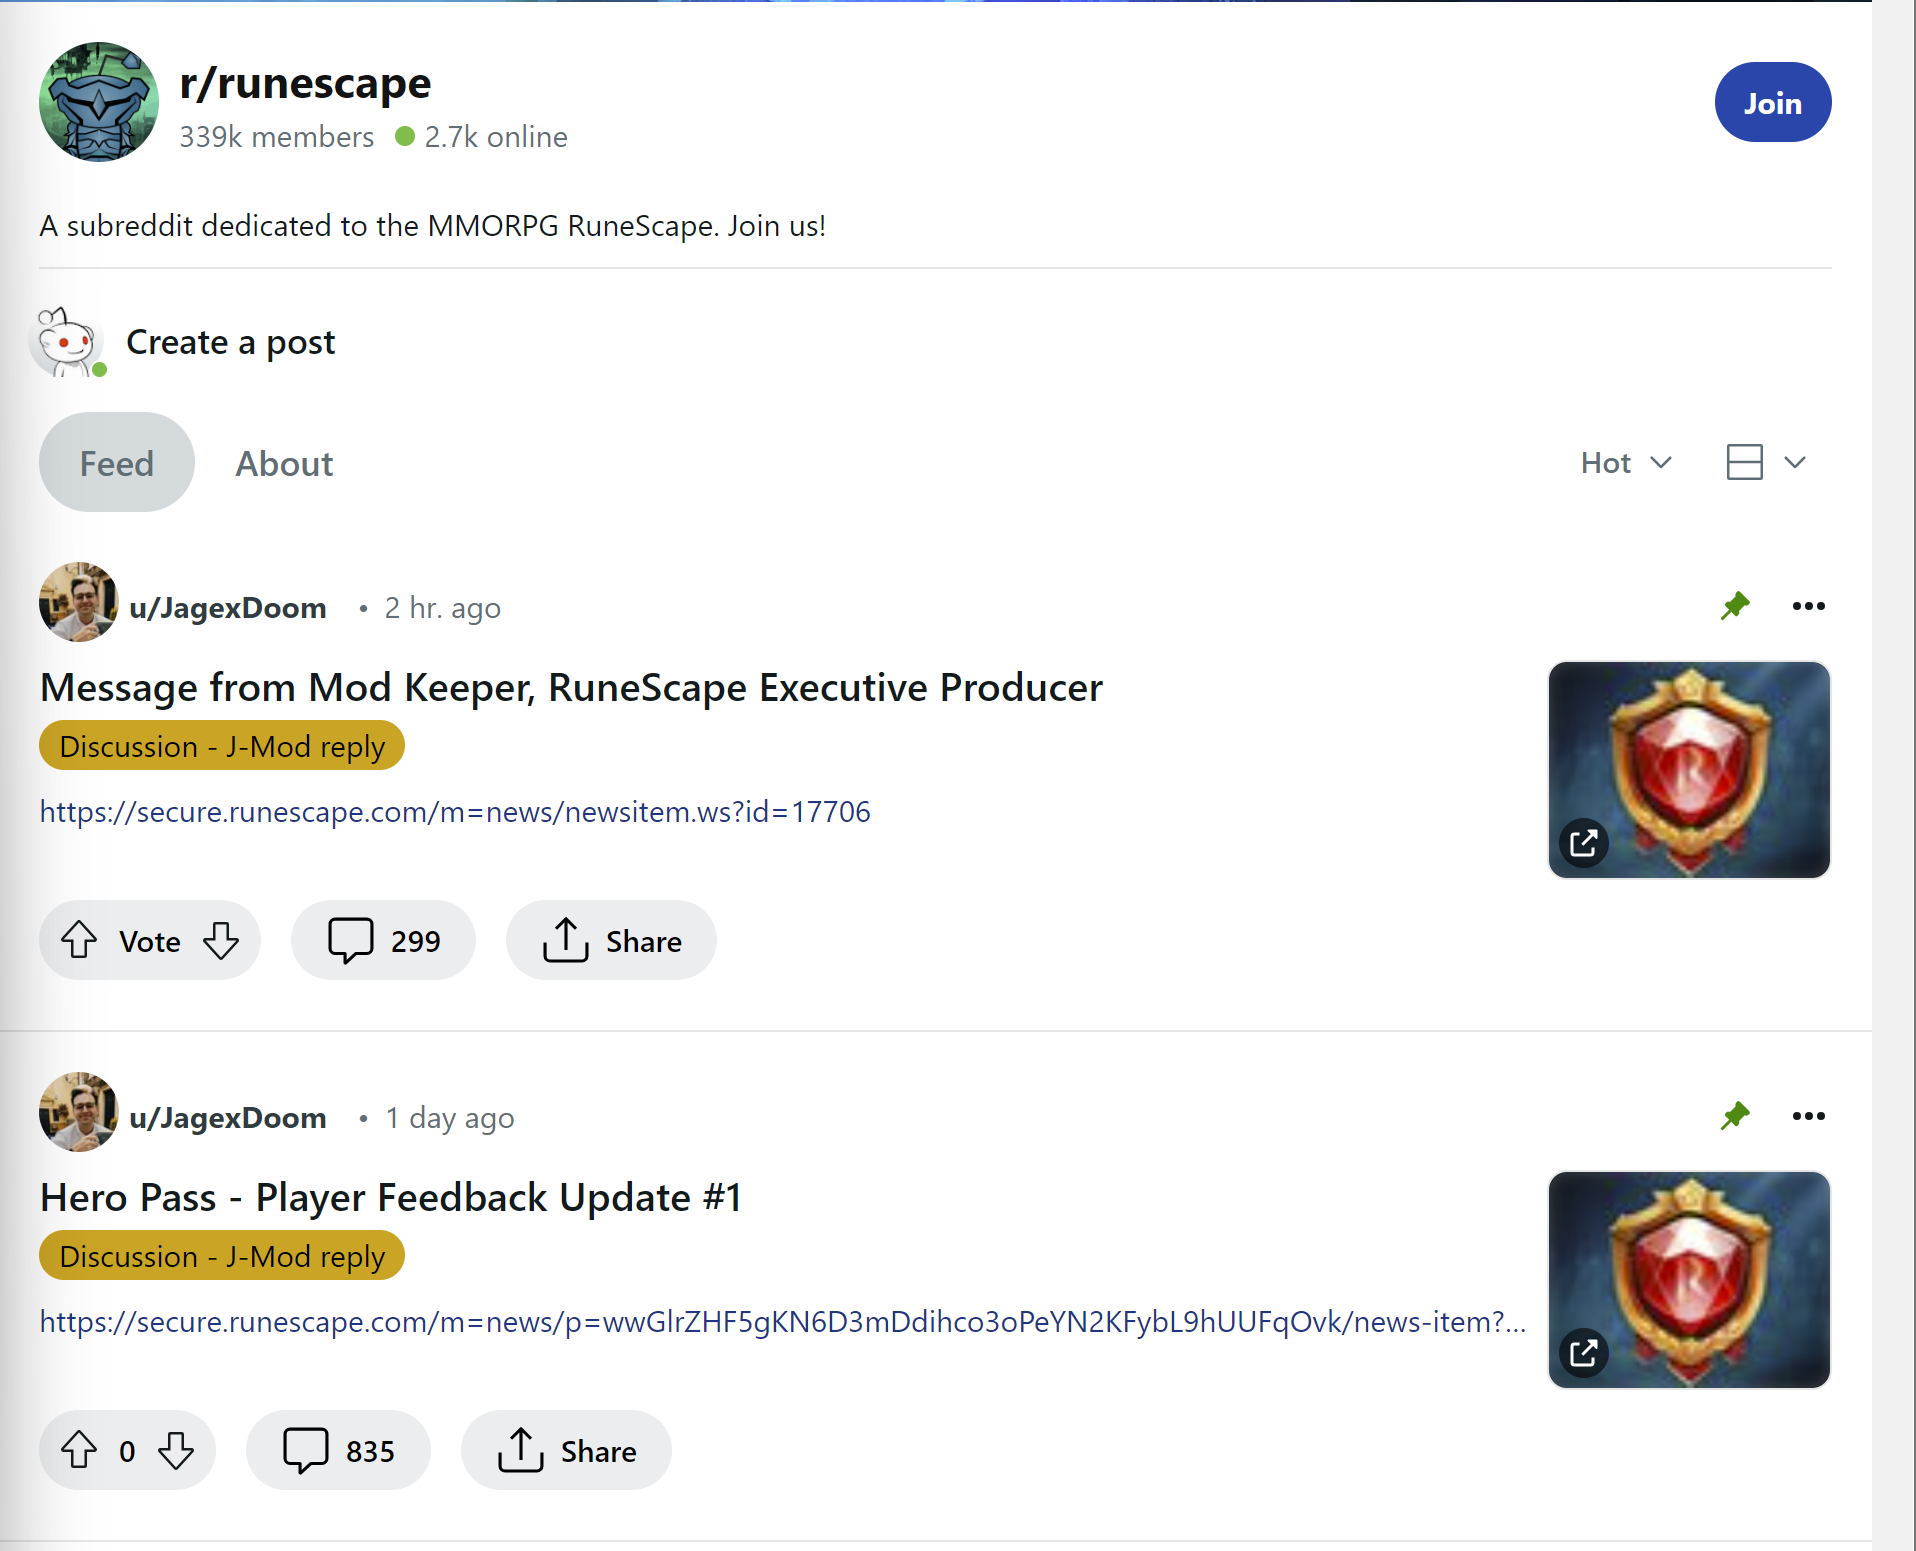 r/runescape
339k members 2.7k online
Join
A subreddit dedicated to the MMORPG RuneScape. Join us!
Create a post
Feed About Hot
u/JagexDoom • 2 hr. ago
Message from Mod Keeper, RuneScape Executive Producer
Discussion - J-Mod reply
https://secure.runescape.com/m=news/newsitem.ws?id=17706
Vote 299 Share
u/JagexDoom • 1 day ago
Hero Pass - Player Feedback Update #1
Discussion - J-Mod reply
https://secure.runescape.com/m=news/p=wwGlrZHF5gKN6D3mDdihco3oPeYN2KFybL9hUUFqOvk/news-item?...
0 835 Share